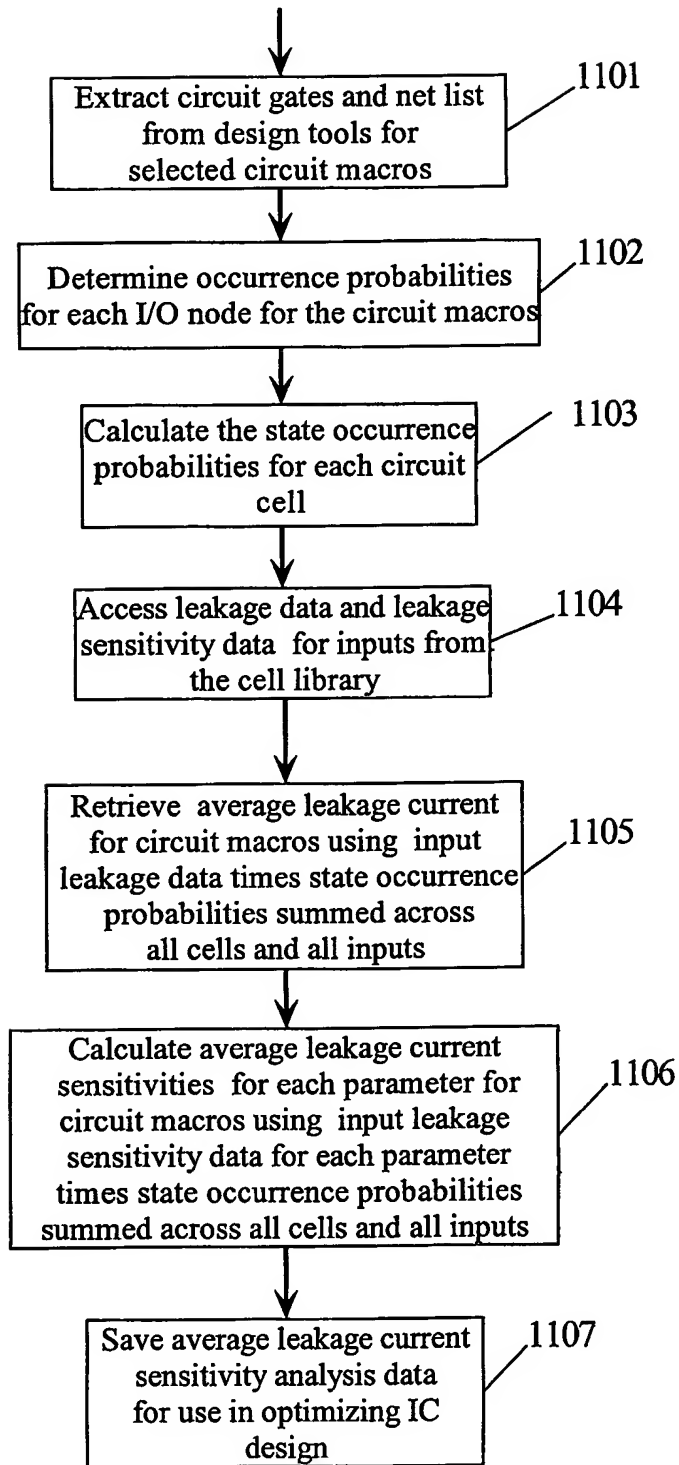 Extract circuit gates and net list
from design tools for
selected circuit macros
1101
Determine occurrence probabilities
for each I/O node for the circuit macros
1102
Calculate the state occurrence
probabilities for each circuit
cell
1103
Access leakage data and leakage
sensitivity data for inputs from
the cell library
1104
Retrieve average leakage current
for circuit macros using input
leakage data times state occurrence
probabilities summed across
all cells and all inputs
1105
Calculate average leakage current
sensitivities for each parameter for
circuit macros using input leakage
sensitivity data for each parameter
times state occurrence probabilities
summed across all cells and all inputs
1106
Save average leakage current
sensitivity analysis data
for use in optimizing IC
design
1107